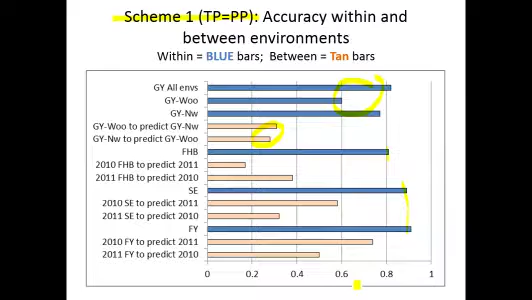 Scheme 1 (TP=PP): Accuracy within and
between environments
Within = BLUE bars; Between = Tan bars
GY All envs
GY-Woo
GY-Nw
GY-Woo to predict GY-Nw
GY-Nw to predict GY-Woo
FHB
2010 FHB to predict 2011
2011 FHB to predict 2010
SE
2010 SE to predict 2011
2011 SE to predict 2010
FY
2010 FY to predict 2011
2011 FY to predict 2010
0 0.2 0.4 0.6 0.8 1